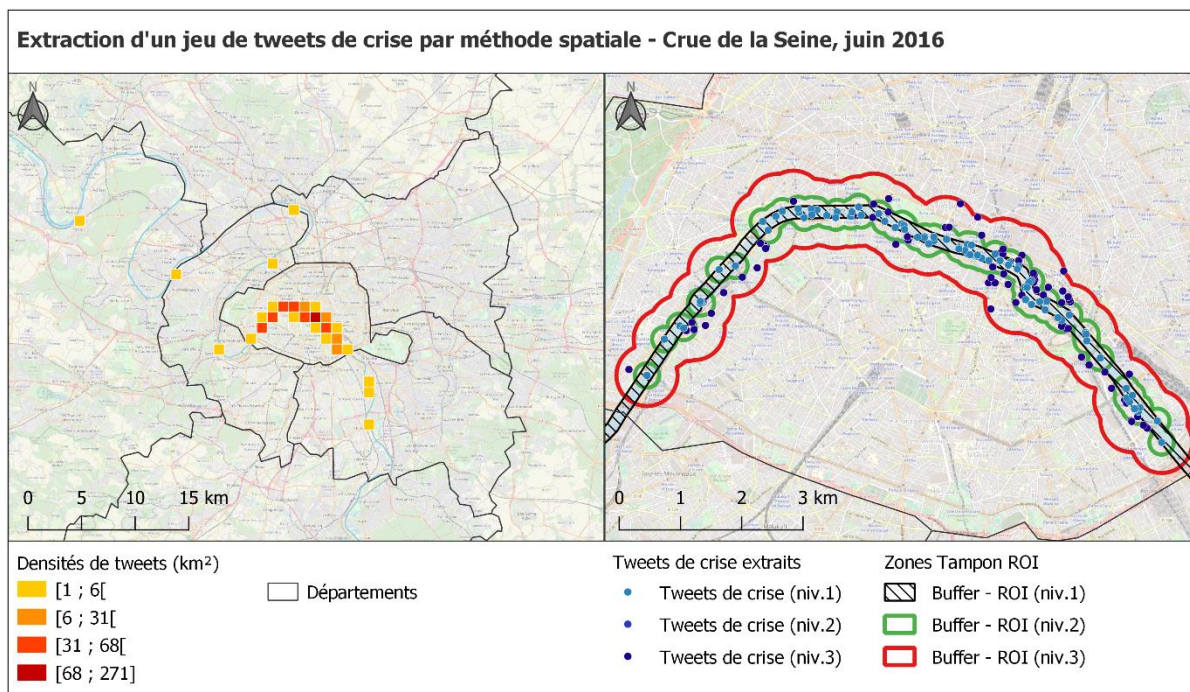 Extraction d'un jeu de tweets de crise par méthode spatiale - Crue de la Seine, juin 2016
N
0 5 10 15 km
N
0 1 2 3 km
Densités de tweets (km²)
[1 ; 6[
[6 ; 31[
[31 ; 68[
[68 ; 271]
Départements
Tweets de crise extraits
Tweets de crise (niv.1)
Tweets de crise (niv.2)
Tweets de crise (niv.3)
Zones Tampon ROI
Buffer - ROI (niv.1)
Buffer - ROI (niv.2)
Buffer - ROI (niv.3)